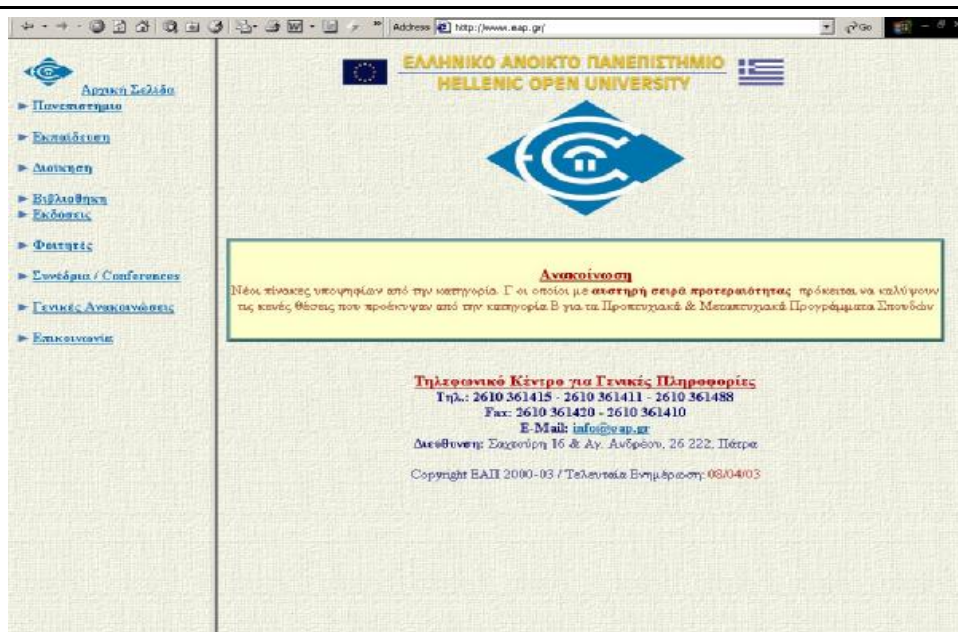 Address http://www.eap.gr/ Go
Αρχική Σελίδα
Πανεπιστήμιο
Εκπαίδευση
Διοίκηση
Βιβλιοθήκη
Εκδόσεις
Φοιτητές
Συνέδρια / Conferences
Γενικές Ανακοινώσεις
Επικοινωνία
ΕΛΛΗΝΙΚΟ ΑΝΟΙΚΤΟ ΠΑΝΕΠΙΣΤΗΜΙΟ
HELLENIC OPEN UNIVERSITY
Ανακοίνωση
Νέοι πίνακες υποψηφίων από την κατηγορία Γ οι οποίοι με αυστηρή σειρά προτεραιότητας πρόκειται να καλύψουν
τις κενές θέσεις που προέκυψαν από την κατηγορία Β για τα Προπτυχιακά & Μεταπτυχιακά Προγράμματα Σπουδών
Τηλεφωνικό Κέντρο για Γενικές Πληροφορίες
Τηλ.: 2610 361415 - 2610 361411 - 2610 361488
Fax: 2610 361420 - 2610 361410
E-Mail: info@eap.gr
Διεύθυνση: Σαχτούρη 16 & Αγ. Ανδρέου, 26 222, Πάτρα
Copyright ΕΑΠ 2000-03 / Τελευταία Ενημέρωση: 08/04/03